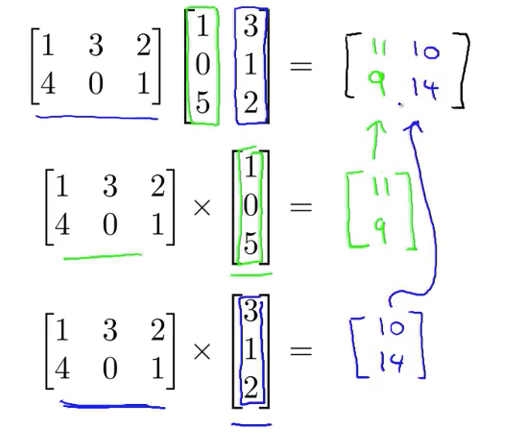 1 3 2 1 3 = 11 10
4 0 1 0 1 9 14
5 2
1 3 2 × 1 = 11
4 0 1 0 9
5
1 3 2 × 3 = 10
4 0 1 1 14
2